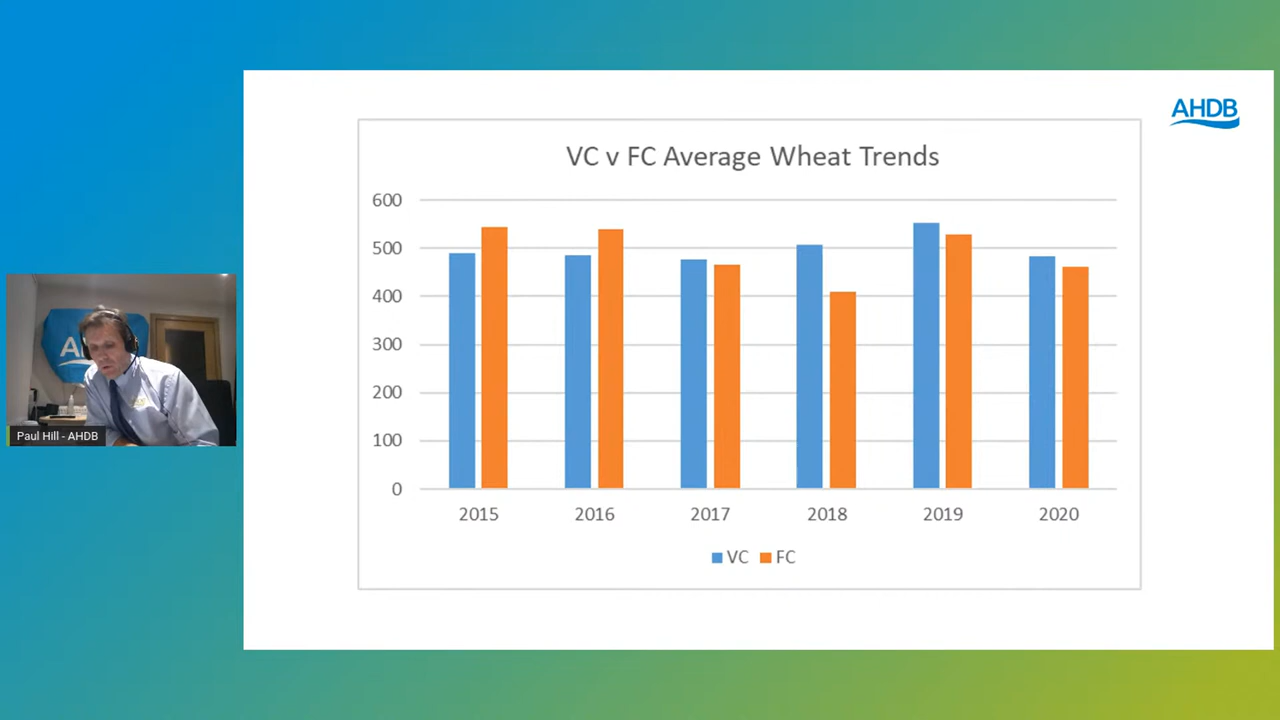 AHDB
VC v FC Average Wheat Trends
600
500
400
300
200
100
0
2015 2016 2017 2018 2019 2020
VC FC
Paul Hill - AHDB